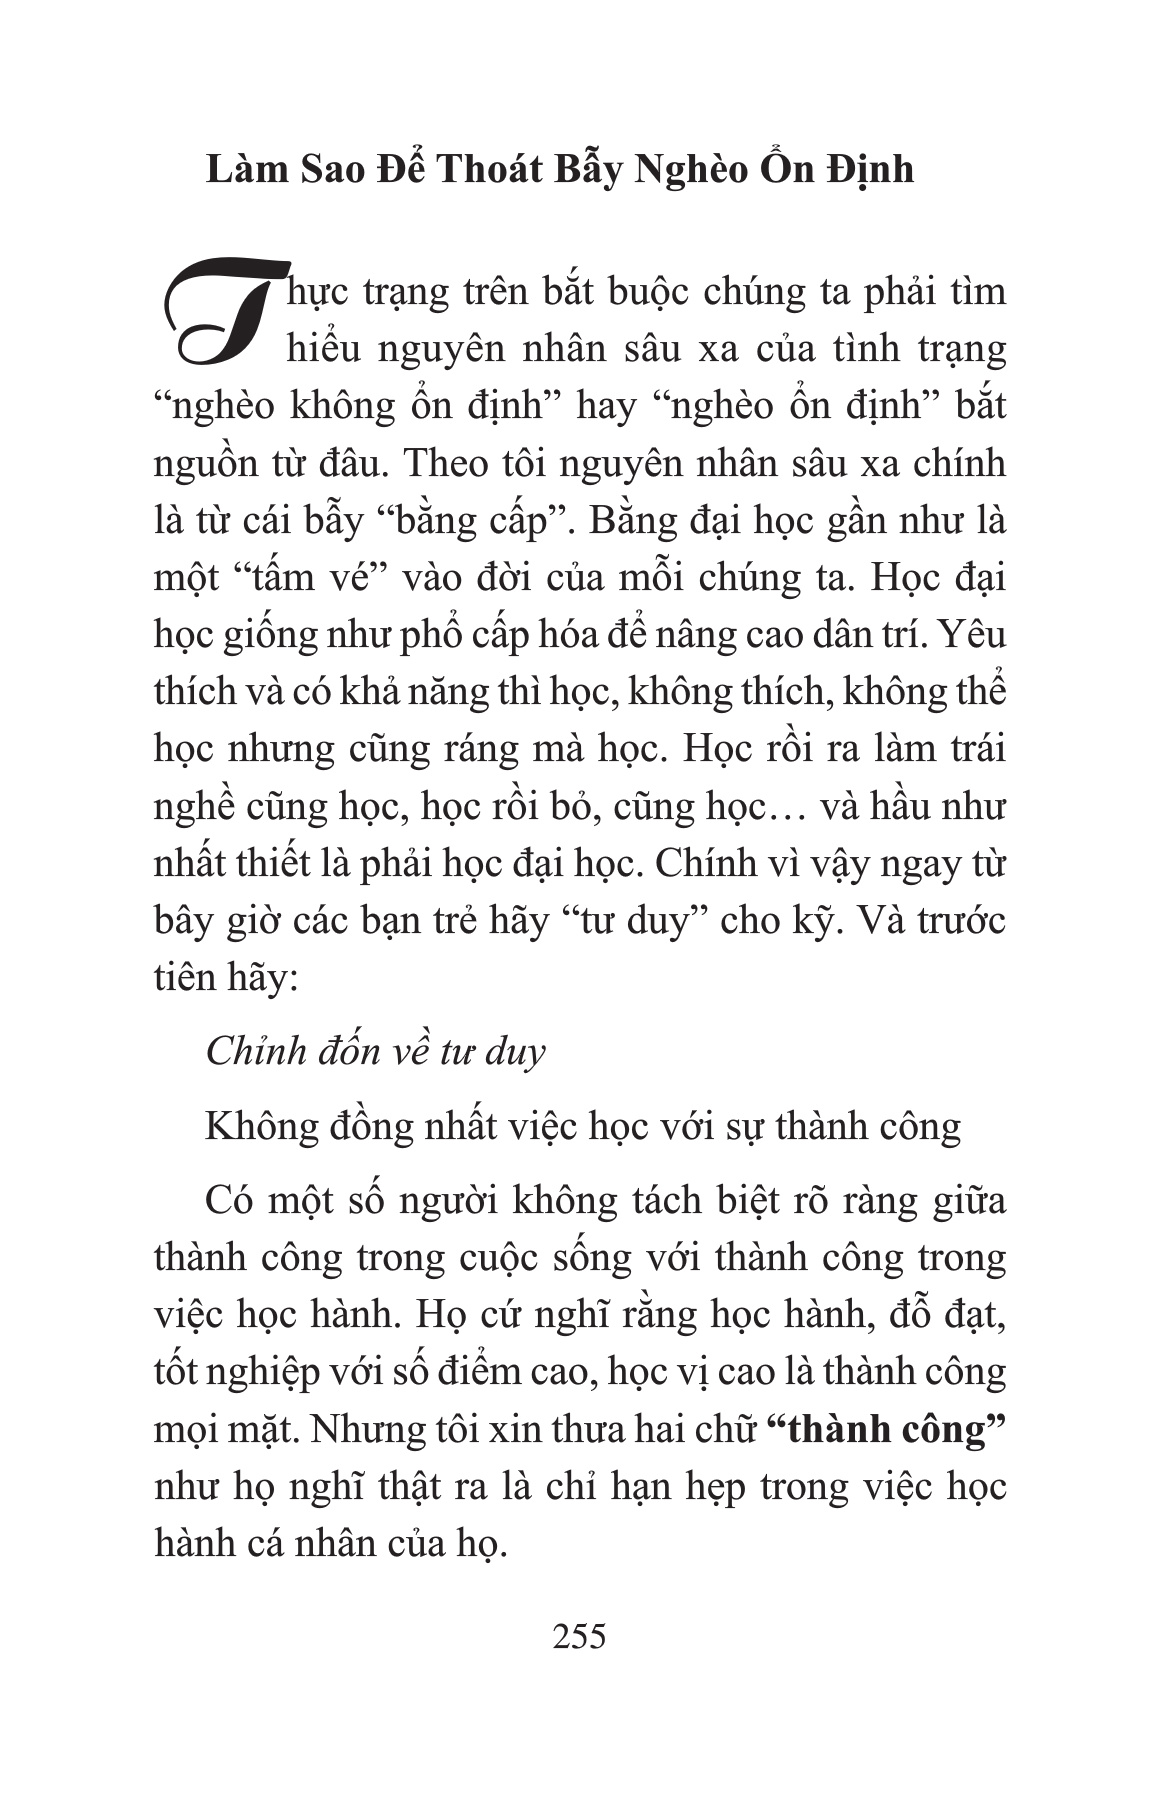 Làm Sao Để Thoát Bẫy Nghèo Ổn Định
Thực trạng trên bắt buộc chúng ta phải tìm
hiểu nguyên nhân sâu xa của tình trạng
“nghèo không ổn định” hay “nghèo ổn định” bắt
nguồn từ đâu. Theo tôi nguyên nhân sâu xa chính
là từ cái bẫy “bằng cấp”. Bằng đại học gần như là
một “tấm vé” vào đời của mỗi chúng ta. Học đại
học giống như phổ cấp hóa để nâng cao dân trí. Yêu
thích và có khả năng thì học, không thích, không thể
học nhưng cũng ráng mà học. Học rồi ra làm trái
nghề cũng học, học rồi bỏ, cũng học… và hầu như
nhất thiết là phải học đại học. Chính vì vậy ngay từ
bây giờ các bạn trẻ hãy “tư duy” cho kỹ. Và trước
tiên hãy:
Chỉnh đốn về tư duy
Không đồng nhất việc học với sự thành công
Có một số người không tách biệt rõ ràng giữa
thành công trong cuộc sống với thành công trong
việc học hành. Họ cứ nghĩ rằng học hành, đỗ đạt,
tốt nghiệp với số điểm cao, học vị cao là thành công
mọi mặt. Nhưng tôi xin thưa hai chữ “thành công”
như họ nghĩ thật ra là chỉ hạn hẹp trong việc học
hành cá nhân của họ.
255